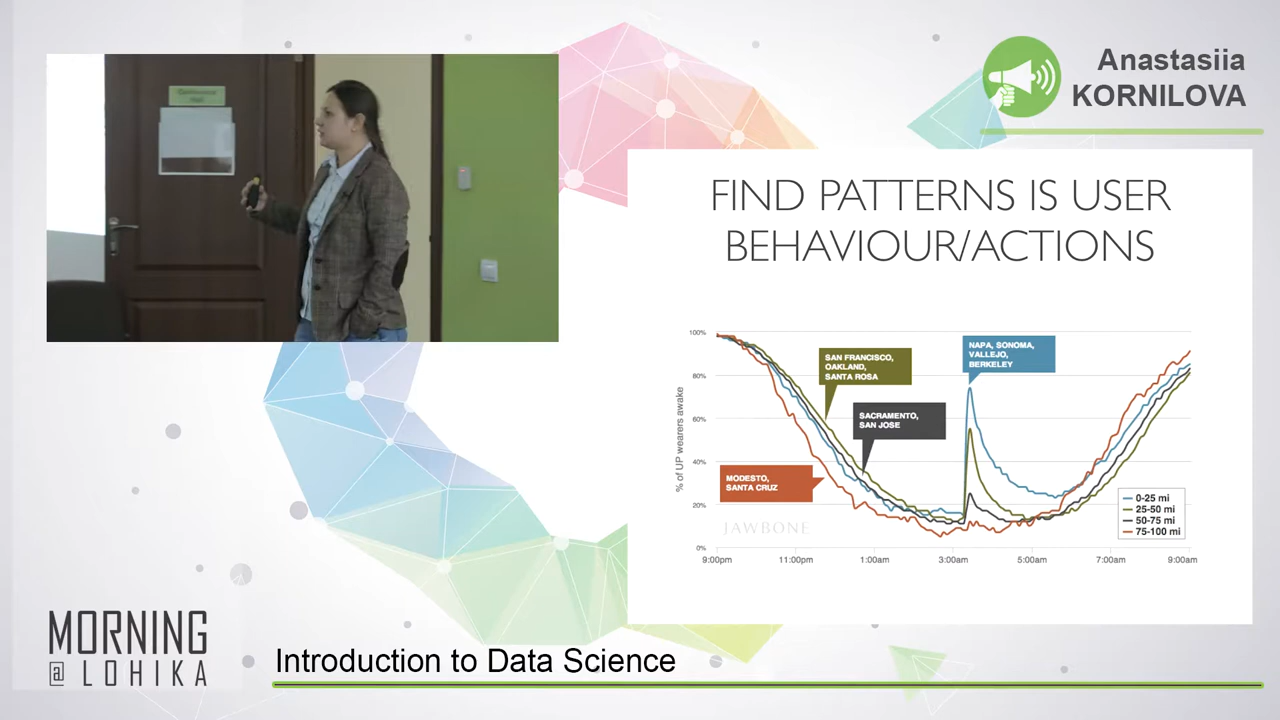 Anastasiia
KORNILOVA
FIND PATTERNS IS USER
BEHAVIOUR/ACTIONS
100%
80%
60%
40%
20%
0%
% of UP wearers awake
SAN FRANCISCO,
OAKLAND,
SANTA ROSA
NAPA, SONOMA,
VALLEJO,
BERKELEY
SACRAMENTO,
SAN JOSE
MODESTO,
SANTA CRUZ
JAWBONE
0-25 mi
25-50 mi
50-75 mi
75-100 mi
9:00pm
11:00pm
1:00am
3:00am
5:00am
7:00am
9:00am
MORNING
@ LOHIKA
Introduction to Data Science